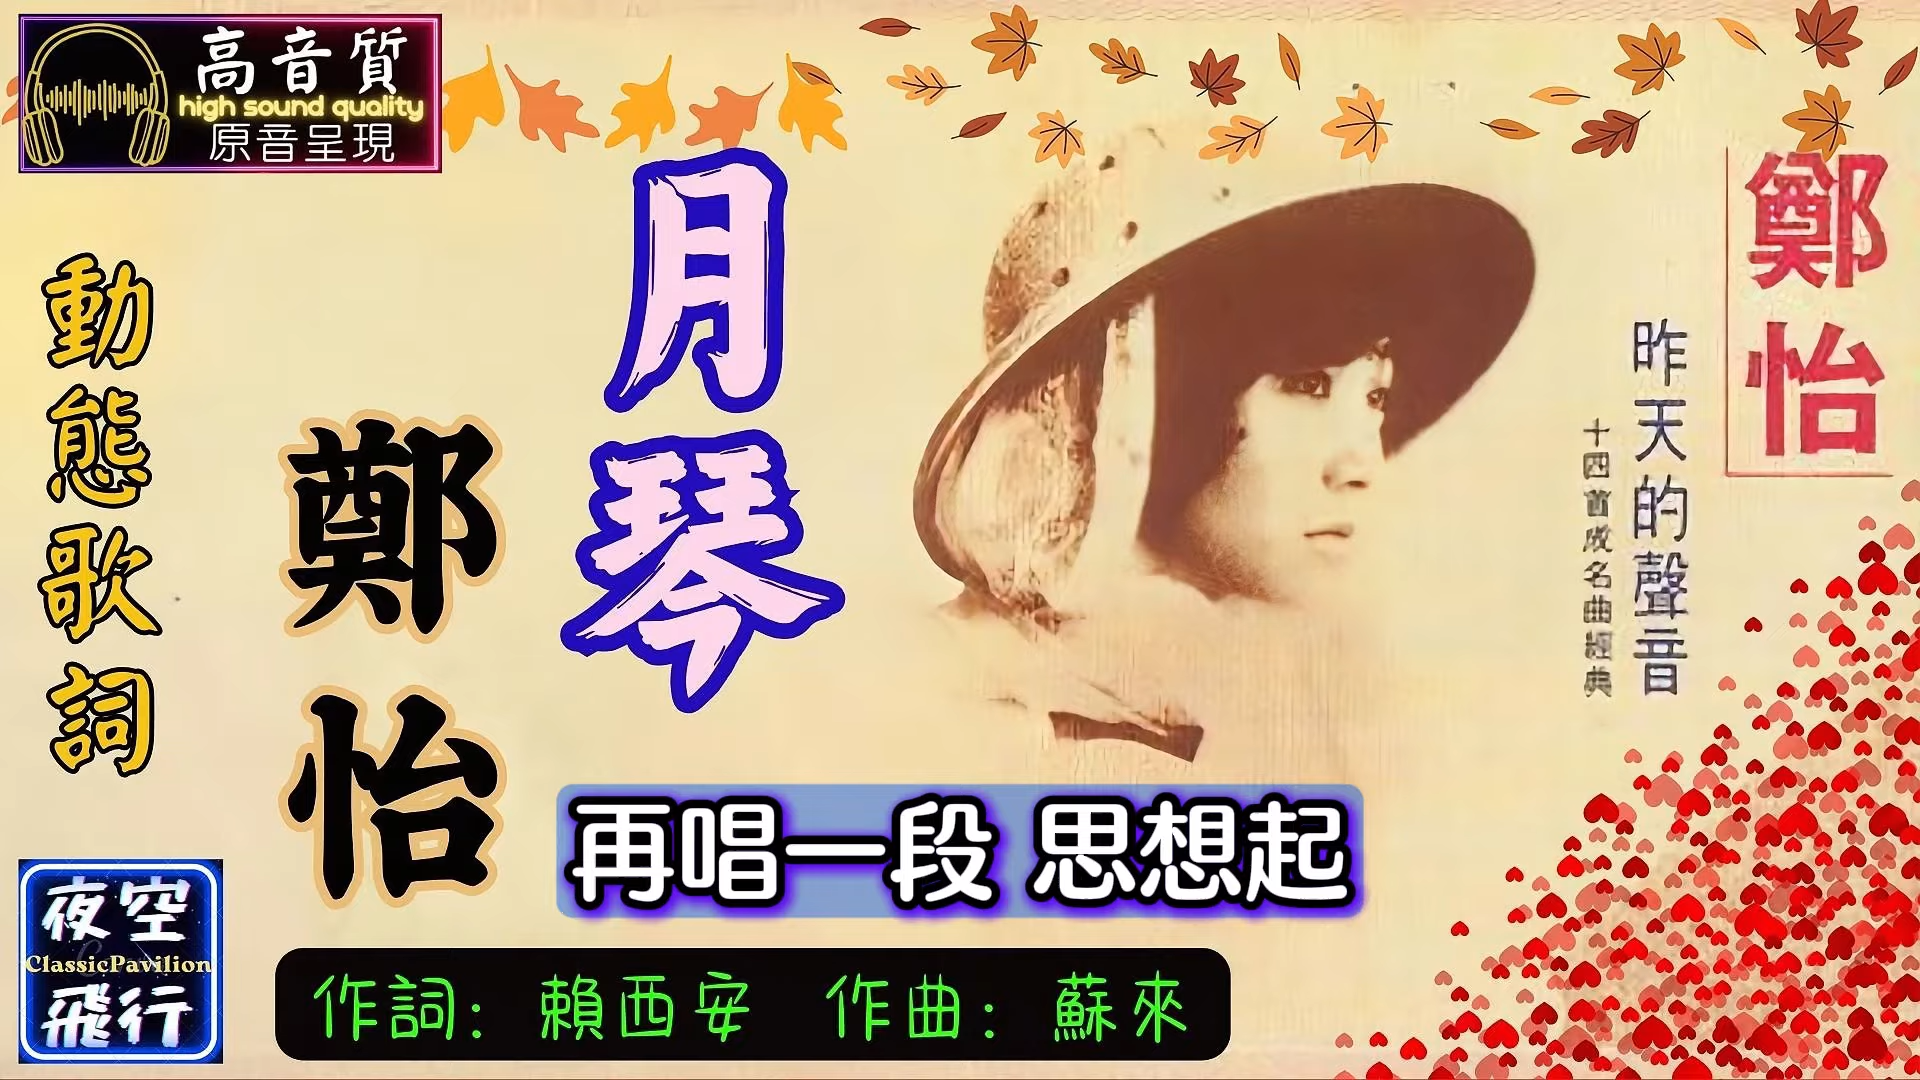 高音質
high sound quality
原音呈現
動態歌詞
月琴
鄭怡
鄭怡
昨天的聲音
十四首成名曲經典
再唱一段 思想起
夜空
ClassicPavilion
飛行
作詞: 賴西安 作曲: 蘇來